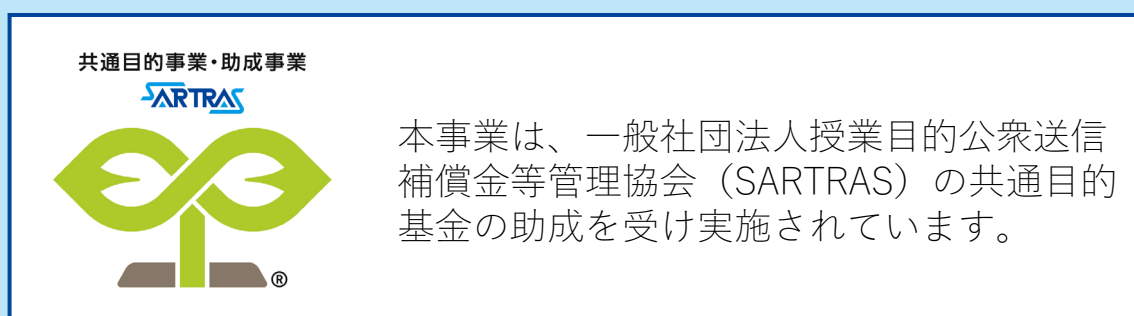 共通目的事業・助成事業
SARTRAS
本事業は、一般社団法人授業目的公衆送信
補償金等管理協会（SARTRAS）の共通目的
基金の助成を受け実施されています。
®